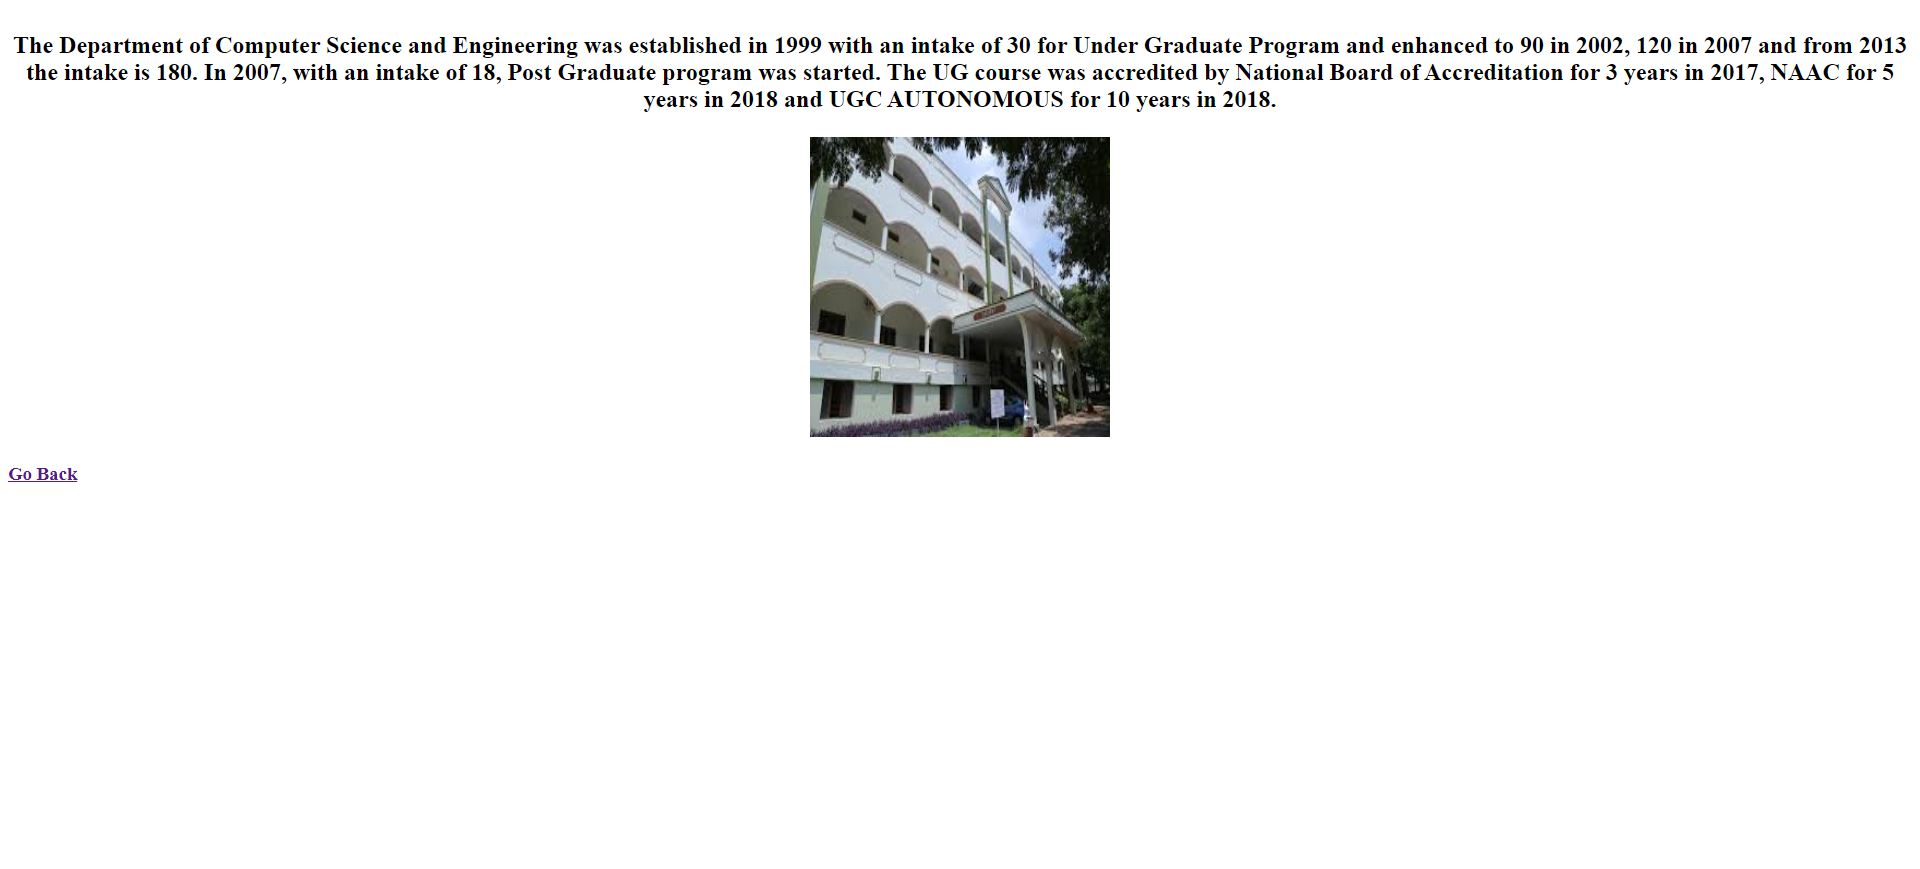 The Department of Computer Science and Engineering was established in 1999 with an intake of 30 for Under Graduate Program and enhanced to 90 in 2002, 120 in 2007 and from 2013
the intake is 180. In 2007, with an intake of 18, Post Graduate program was started. The UG course was accredited by National Board of Accreditation for 3 years in 2017, NAAC for 5
years in 2018 and UGC AUTONOMOUS for 10 years in 2018.
Go Back